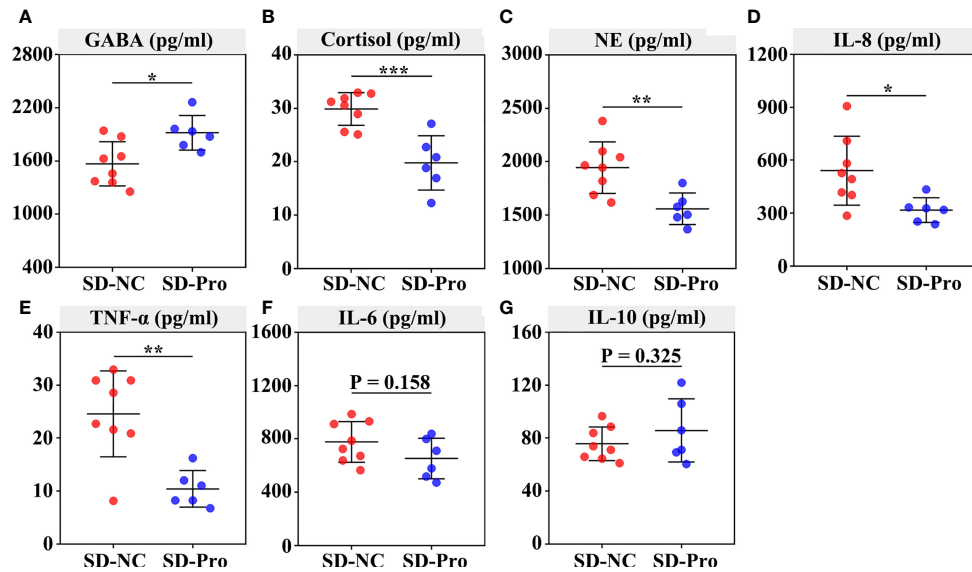 A
GABA (pg/ml)
2800
2200
1600
1000
400
*
SD-NC SD-Pro
B
Cortisol (pg/ml)
40
30
20
10
0
***
SD-NC SD-Pro
C
NE (pg/ml)
3000
2500
2000
1500
1000
**
SD-NC SD-Pro
D
IL-8 (pg/ml)
1200
900
600
300
0
*
SD-NC SD-Pro
E
TNF-α (pg/ml)
40
30
20
10
0
**
SD-NC SD-Pro
F
IL-6 (pg/ml)
1600
1200
800
400
0
P = 0.158
SD-NC SD-Pro
G
IL-10 (pg/ml)
160
120
80
40
0
P = 0.325
SD-NC SD-Pro